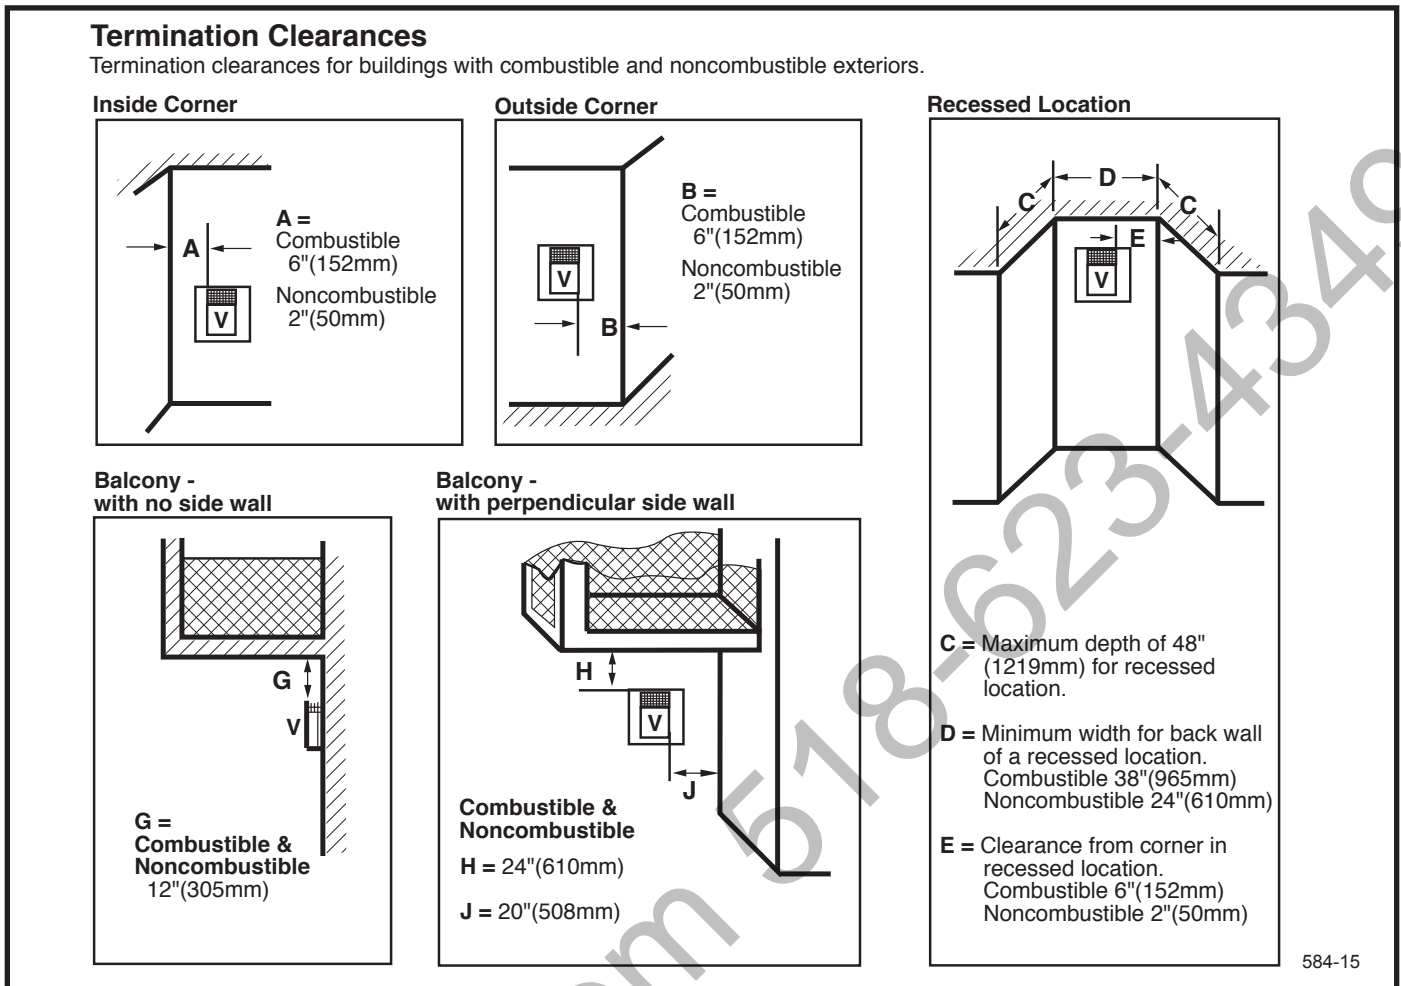 Termination Clearances
Termination clearances for buildings with combustible and noncombustible exteriors.
Inside Corner
A
V
A =
Combustible
6"(152mm)
Noncombustible
2"(50mm)
Outside Corner
V
B
B =
Combustible
6"(152mm)
Noncombustible
2"(50mm)
Recessed Location
D
C
C
E
V
C = Maximum depth of 48"
(1219mm) for recessed
location.
D = Minimum width for back wall
of a recessed location.
Combustible 38"(965mm)
Noncombustible 24"(610mm)
E = Clearance from corner in
recessed location.
Combustible 6"(152mm)
Noncombustible 2"(50mm)
Balcony -
with no side wall
G
V
G =
Combustible &
Noncombustible
12"(305mm)
Balcony -
with perpendicular side wall
H
V
J
Combustible &
Noncombustible
H = 24"(610mm)
J = 20"(508mm)
584-15
m 518-623-434